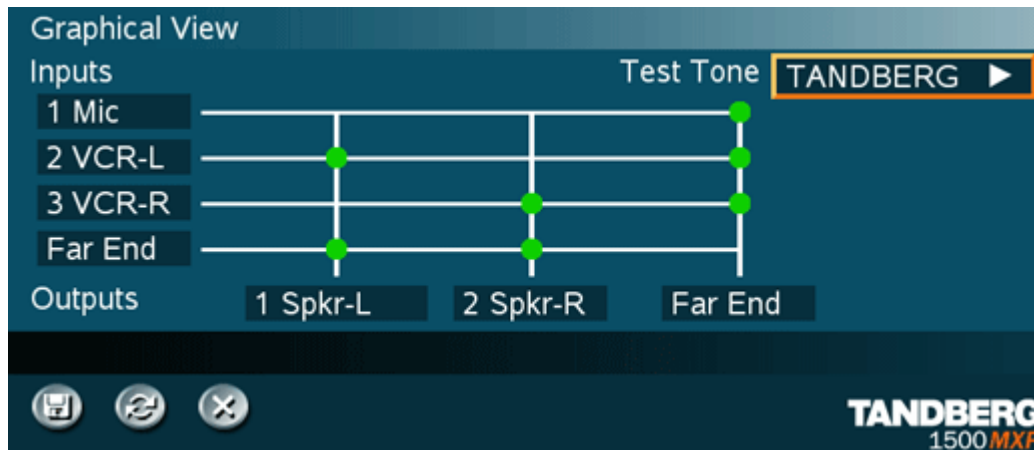 Graphical View
Inputs
Test Tone TANDBERG
1 Mic
2 VCR-L
3 VCR-R
Far End
Outputs
1 Spkr-L 2 Spkr-R Far End
TANDBERG
1500 MXP